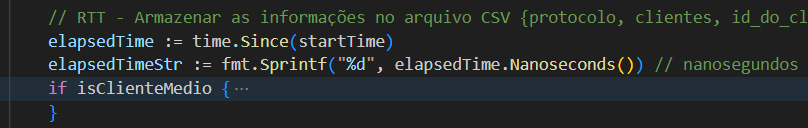 // RTT - Armazenar as informações no arquivo CSV {protocolo, clientes, id_do_cl
elapsedTime := time.Since(startTime)
elapsedTimeStr := fmt.Sprintf("%d", elapsedTime.Nanoseconds()) // nanosegundos
if isClienteMedio {···
}